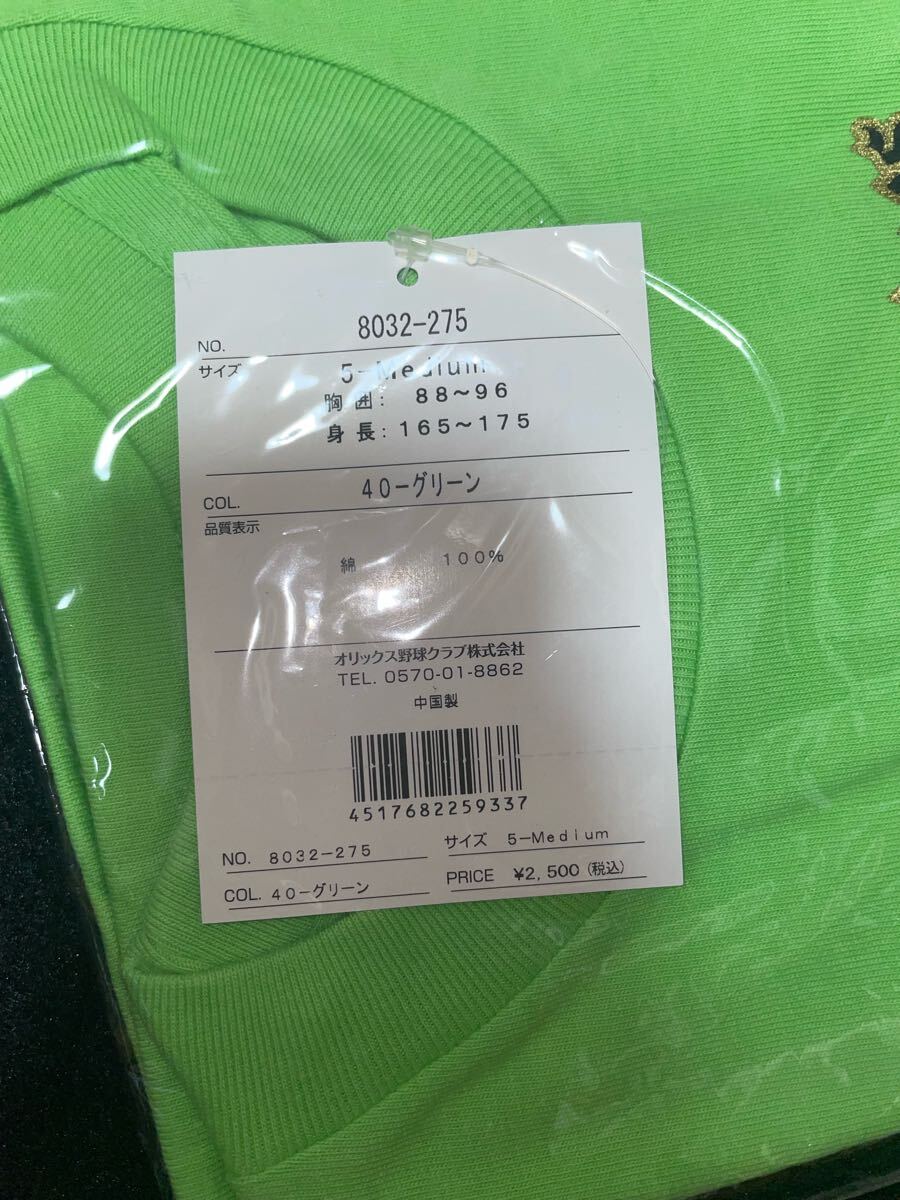 NO. 8032-275
サイズ 5-Medium
胸囲: 88～96
身長:165～175
COL. 40-グリーン
品質表示
綿 100%
オリックス野球クラブ株式会社
TEL. 0570-01-8862
中国製
4517682259337
NO. 8032-275 サイズ 5-Medium
COL. 40-グリーン PRICE ¥2,500(税込)